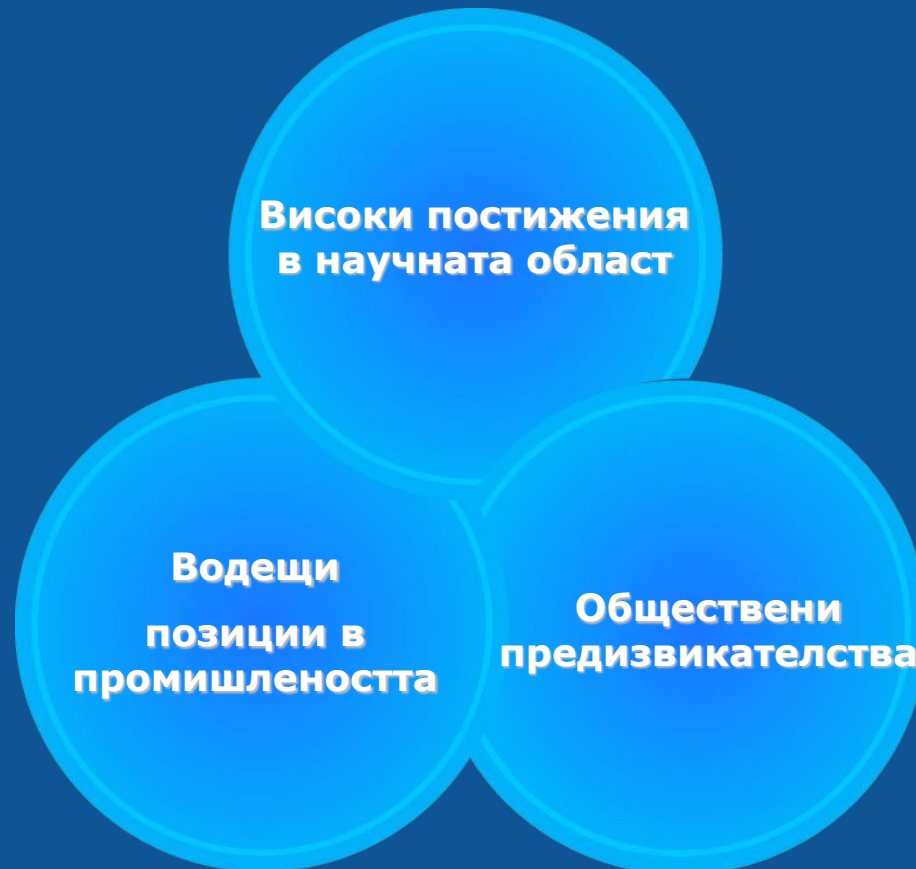 Високи постижения
в научната област
Водещи
позиции в
промишлеността
Обществени
предизвикателства